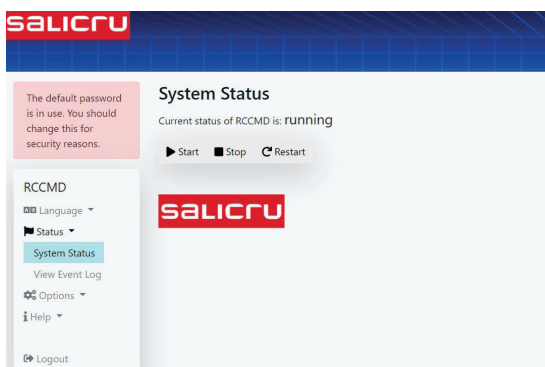 salicru
The default password
is in use. You should
change this for
security reasons.
System Status
Current status of RCCMD is: running
Start Stop Restart
RCCMD
Language
Status
System Status
View Event Log
Options
Help
Logout
salicru